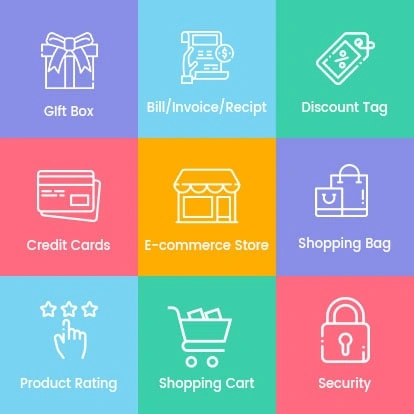 GIft Box
Bill/Invoice/Recipt
Discount Tag
Credit Cards
E-commerce Store
Shopping Bag
Product Rating
Shopping Cart
Security